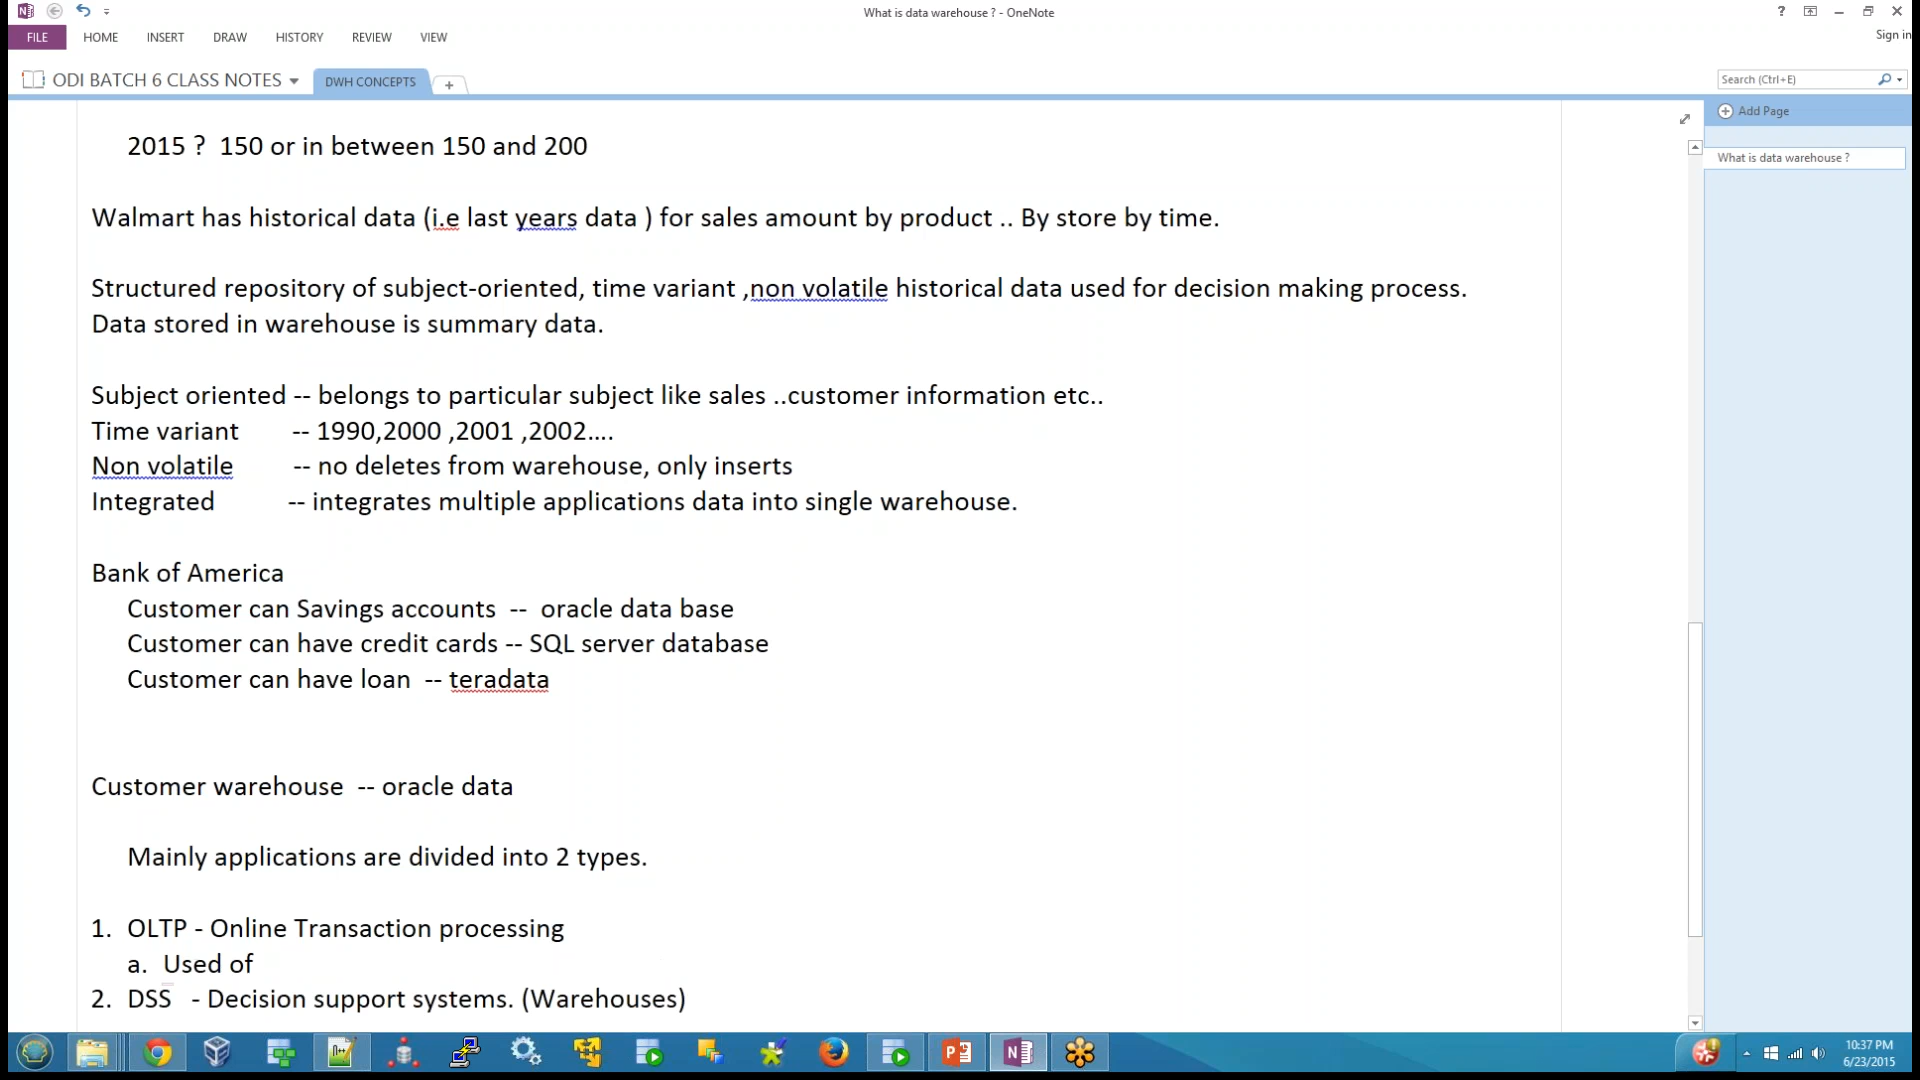 What is data warehouse ? - OneNote
?
Sign in
FILE HOME INSERT DRAW HISTORY REVIEW VIEW
ODI BATCH 6 CLASS NOTES
DWH CONCEPTS
+
Search (Ctrl+E)
Add Page
What is data warehouse ?
2015 ?  150 or in between 150 and 200
Walmart has historical data (i.e last years data ) for sales amount by product .. By store by time.
Structured repository of subject-oriented, time variant ,non volatile historical data used for decision making process.
Data stored in warehouse is summary data.
Subject oriented -- belongs to particular subject like sales ..customer information etc..
Time variant -- 1990,2000 ,2001 ,2002....
Non volatile -- no deletes from warehouse, only inserts
Integrated -- integrates multiple applications data into single warehouse.
Bank of America
Customer can Savings accounts -- oracle data base
Customer can have credit cards -- SQL server database
Customer can have loan -- teradata
Customer warehouse -- oracle data
Mainly applications are divided into 2 types.
1. OLTP - Online Transaction processing
a. Used of
2. DSS - Decision support systems. (Warehouses)
10:37 PM
6/23/2015